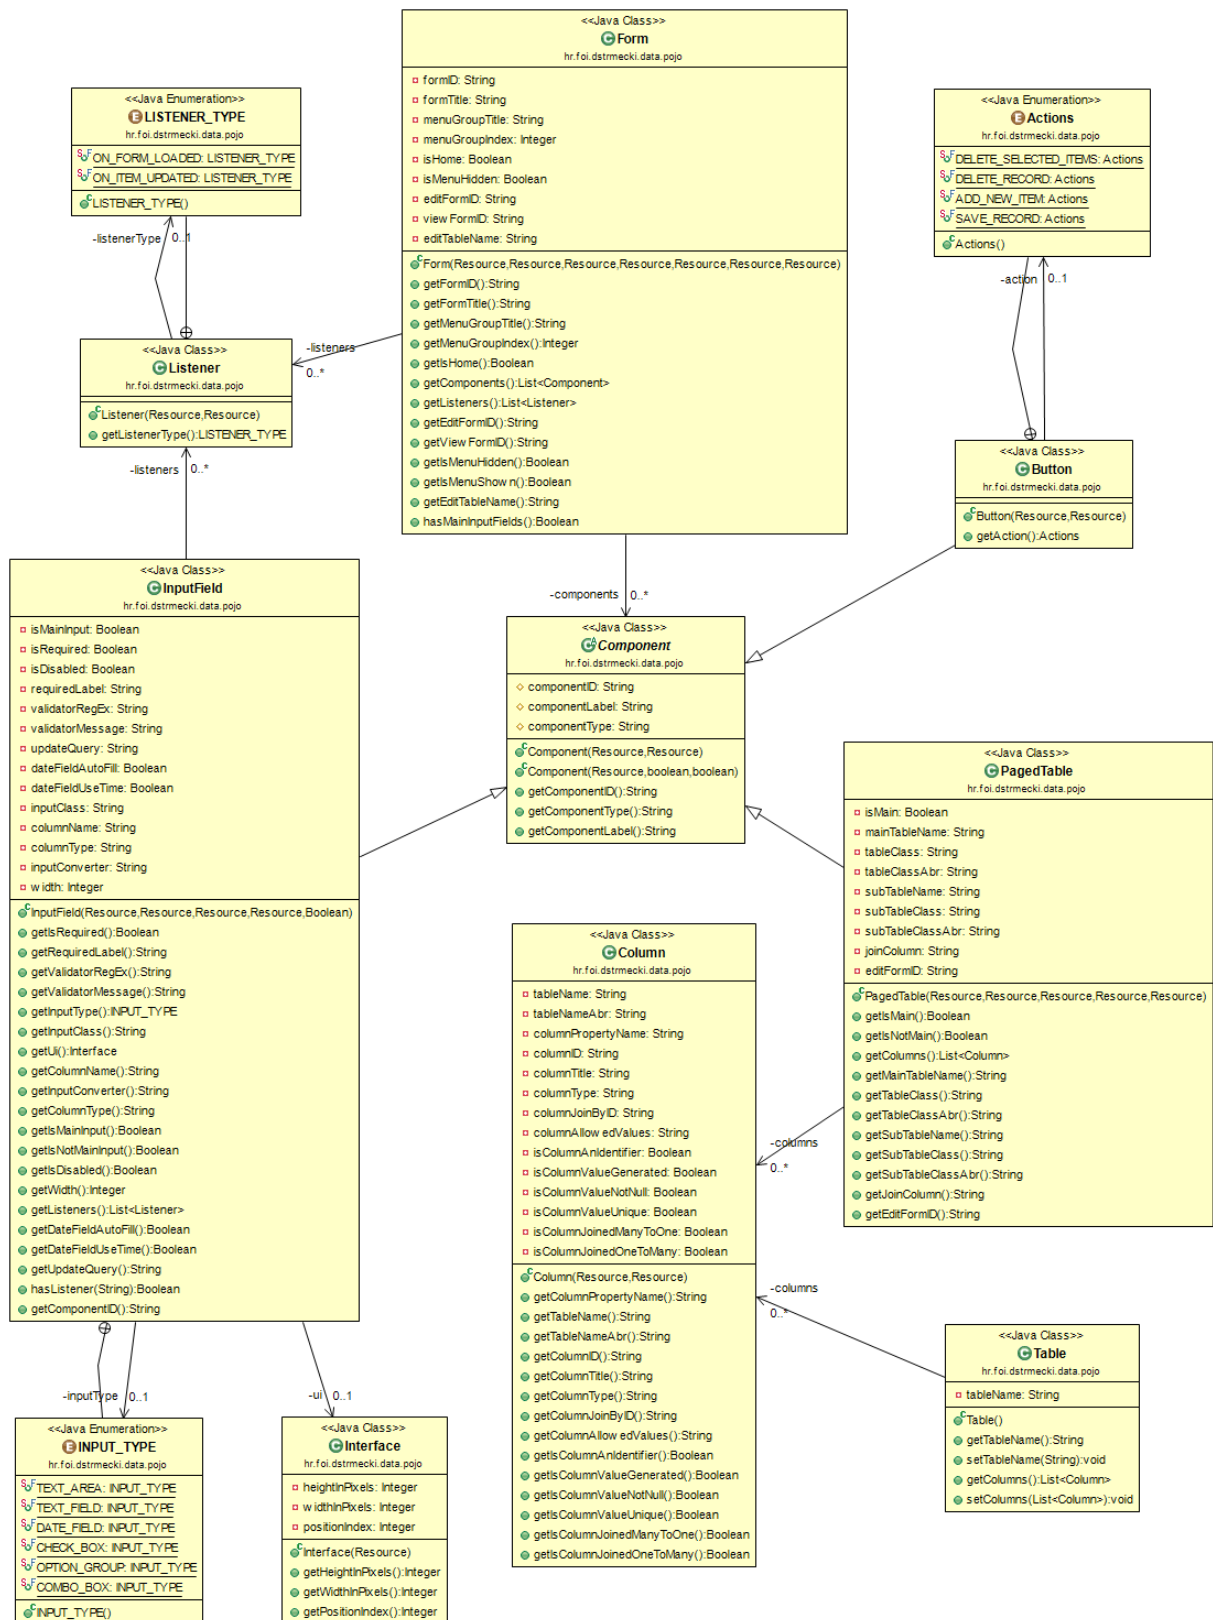 <<Java Class>>
Form
hr.foi.dstrmecki.data.pojo
formID: String
formTitle: String
menuGroupTitle: String
menuGroupIndex: Integer
isHome: Boolean
isMenuHidden: Boolean
editFormID: String
viewFormID: String
editTableName: String
Form(Resource,Resource,Resource,Resource,Resource,Resource,Resource)
getFormID():String
getFormTitle():String
getMenuGroupTitle():String
getMenuGroupIndex():Integer
getIsHome():Boolean
getComponents():List<Component>
getListeners():List<Listener>
getEditFormID():String
getViewFormID():String
getIsMenuHidden():Boolean
getIsMenuShown():Boolean
getEditTableName():String
hasMainInputFields():Boolean
<<Java Enumeration>>
LISTENER_TYPE
hr.foi.dstrmecki.data.pojo
ON_FORM_LOADED: LISTENER_TYPE
ON_ITEM_UPDATED: LISTENER_TYPE
LISTENER_TYPE()
-listenerType
0..1
<<Java Enumeration>>
Actions
hr.foi.dstrmecki.data.pojo
DELETE_SELECTED_ITEMS: Actions
DELETE_RECORD: Actions
ADD_NEW_ITEM: Actions
SAVE_RECORD: Actions
Actions()
-action
0..1
<<Java Class>>
Listener
hr.foi.dstrmecki.data.pojo
Listener(Resource,Resource)
getListenerType():LISTENER_TYPE
-listeners
0..*
-listeners
0..*
<<Java Class>>
Button
hr.foi.dstrmecki.data.pojo
Button(Resource,Resource)
getAction():Actions
<<Java Class>>
InputField
hr.foi.dstrmecki.data.pojo
isMainInput: Boolean
isRequired: Boolean
isDisabled: Boolean
requiredLabel: String
validatorRegEx: String
validatorMessage: String
updateQuery: String
dateFieldAutoFill: Boolean
dateFieldUseTime: Boolean
inputClass: String
columnName: String
columnType: String
inputConverter: String
width: Integer
InputField(Resource,Resource,Resource,Resource,Boolean)
getIsRequired():Boolean
getRequiredLabel():String
getValidatorRegEx():String
getValidatorMessage():String
getInputType():INPUT_TYPE
getInputClass():String
getUi():Interface
getColumnName():String
getInputConverter():String
getColumnType():String
getIsMainInput():Boolean
getIsNotMainInput():Boolean
getIsDisabled():Boolean
getWidth():Integer
getListeners():List<Listener>
getDateFieldAutoFill():Boolean
getDateFieldUseTime():Boolean
getUpdateQuery():String
hasListener(String):Boolean
getComponentID():String
-components
0..*
<<Java Class>>
Component
hr.foi.dstrmecki.data.pojo
componentID: String
componentLabel: String
componentType: String
Component(Resource,Resource)
Component(Resource,boolean,boolean)
getComponentID():String
getComponentType():String
getComponentLabel():String
<<Java Class>>
PagedTable
hr.foi.dstrmecki.data.pojo
isMain: Boolean
mainTableName: String
tableClass: String
tableClassAbr: String
subTableName: String
subTableClass: String
subTableClassAbr: String
joinColumn: String
editFormID: String
PagedTable(Resource,Resource,Resource,Resource,Resource)
getIsMain():Boolean
getIsNotMain():Boolean
getColumns():List<Column>
getMainTableName():String
getTableClass():String
getTableClassAbr():String
getSubTableName():String
getSubTableClass():String
getSubTableClassAbr():String
getJoinColumn():String
getEditFormID():String
<<Java Class>>
Column
hr.foi.dstrmecki.data.pojo
tableName: String
tableNameAbr: String
columnPropertyName: String
columnID: String
columnTitle: String
columnType: String
columnJoinByID: String
columnAllowedValues: String
isColumnAnIdentifier: Boolean
isColumnValueGenerated: Boolean
isColumnValueNotNull: Boolean
isColumnValueUnique: Boolean
isColumnJoinedManyToOne: Boolean
isColumnJoinedOneToMany: Boolean
Column(Resource,Resource)
getColumnPropertyName():String
getTableName():String
getTableNameAbr():String
getColumnID():String
getColumnTitle():String
getColumnType():String
getColumnJoinByID():String
getColumnAllowedValues():String
getIsColumnAnIdentifier():Boolean
getIsColumnValueGenerated():Boolean
getIsColumnValueNotNull():Boolean
getIsColumnValueUnique():Boolean
getIsColumnJoinedManyToOne():Boolean
getIsColumnJoinedOneToMany():Boolean
-columns
0..*
-columns
0..*
<<Java Class>>
Table
hr.foi.dstrmecki.data.pojo
tableName: String
Table()
getTableName():String
setTableName(String):void
getColumns():List<Column>
setColumns(List<Column>):void
-inputType
0..1
-ui
0..1
<<Java Enumeration>>
INPUT_TYPE
hr.foi.dstrmecki.data.pojo
TEXT_AREA: INPUT_TYPE
TEXT_FIELD: INPUT_TYPE
DATE_FIELD: INPUT_TYPE
CHECK_BOX: INPUT_TYPE
OPTION_GROUP: INPUT_TYPE
COMBO_BOX: INPUT_TYPE
INPUT_TYPE()
<<Java Class>>
Interface
hr.foi.dstrmecki.data.pojo
heightInPixels: Integer
widthInPixels: Integer
positionIndex: Integer
Interface(Resource)
getHeightInPixels():Integer
getWidthInPixels():Integer
getPositionIndex():Integer